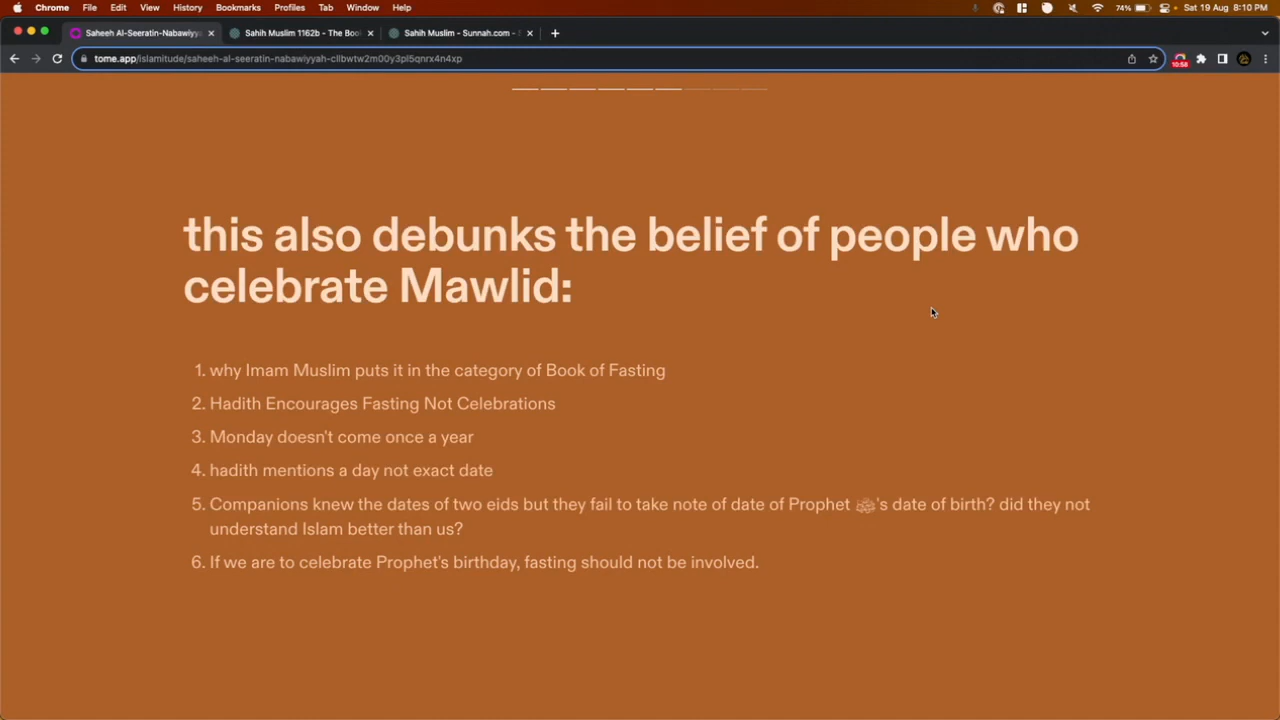 Chrome File Edit View History Bookmarks Profiles Tab Window Help 74% Sat 19 Aug 8:10 PM
Saheeh Al-Seeratin-Nabawiyy Sahih Muslim 1162b - The Boo Sahih Muslim - Sunnah.com - S
tome.app/islamitude/saheeh-al-seeratin-nabawiyyah-cllbwtw2m00y3pl5qnrx4n4xp 10:58
this also debunks the belief of people who
celebrate Mawlid:
1. why Imam Muslim puts it in the category of Book of Fasting
2. Hadith Encourages Fasting Not Celebrations
3. Monday doesn't come once a year
4. hadith mentions a day not exact date
5. Companions knew the dates of two eids but they fail to take note of date of Prophet ﷺ's date of birth? did they not
understand Islam better than us?
6. If we are to celebrate Prophet's birthday, fasting should not be involved.